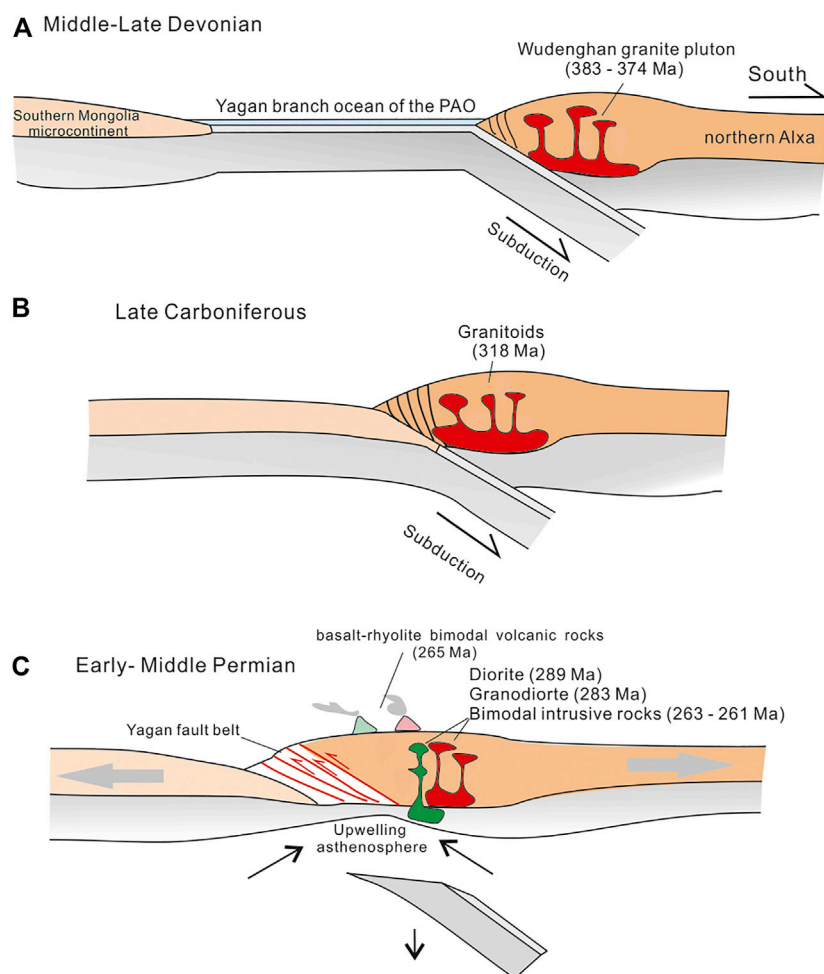 A Middle-Late Devonian
Wudenghan granite pluton
(383 - 374 Ma)
South
Southern Mongolia
microcontinent
Yagan branch ocean of the PAO
northern Alxa
Subduction
B
Late Carboniferous
Granitoids
(318 Ma)
Subduction
basalt-rhyolite bimodal volcanic rocks
(265 Ma)
C Early- Middle Permian
Diorite (289 Ma)
Granodiorte (283 Ma)
Bimodal intrusive rocks (263 - 261 Ma)
Yagan fault belt
Upwelling
asthenosphere